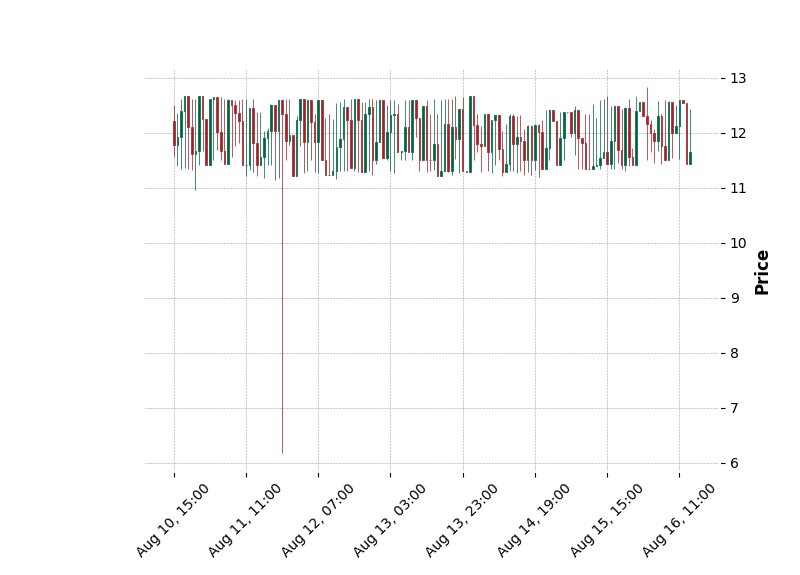 13
12
11
10
9
8
7
6
Price
Aug 10, 15:00
Aug 11, 11:00
Aug 12, 07:00
Aug 13, 03:00
Aug 13, 23:00
Aug 14, 19:00
Aug 15, 15:00
Aug 16, 11:00